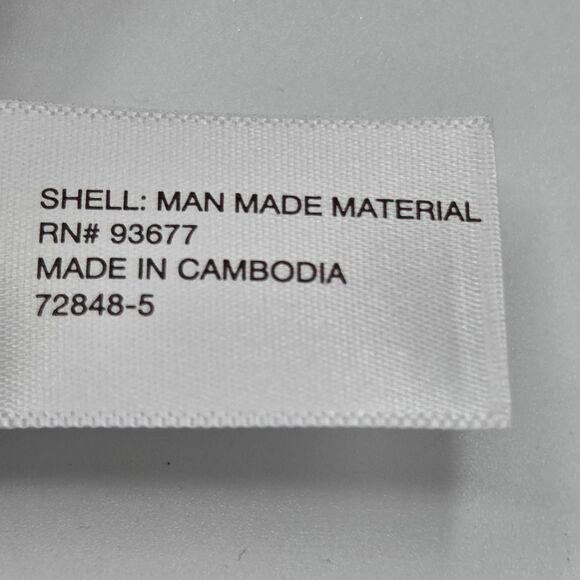 SHELL: MAN MADE MATERIAL
RN# 93677
MADE IN CAMBODIA
72848-5